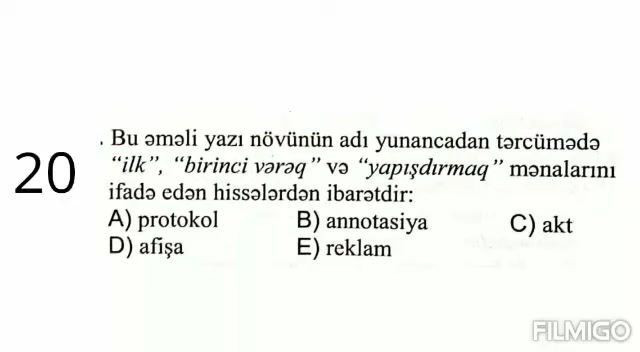 20
. Bu əməli yazı növünün adı yunancadan tərcümədə
“ilk”, “birinci vərəq” və “yapışdırmaq” mənalarını
ifadə edən hissələrdən ibarətdir:
A) protokol B) annotasiya C) akt
D) afişa E) reklam
FILMIGO